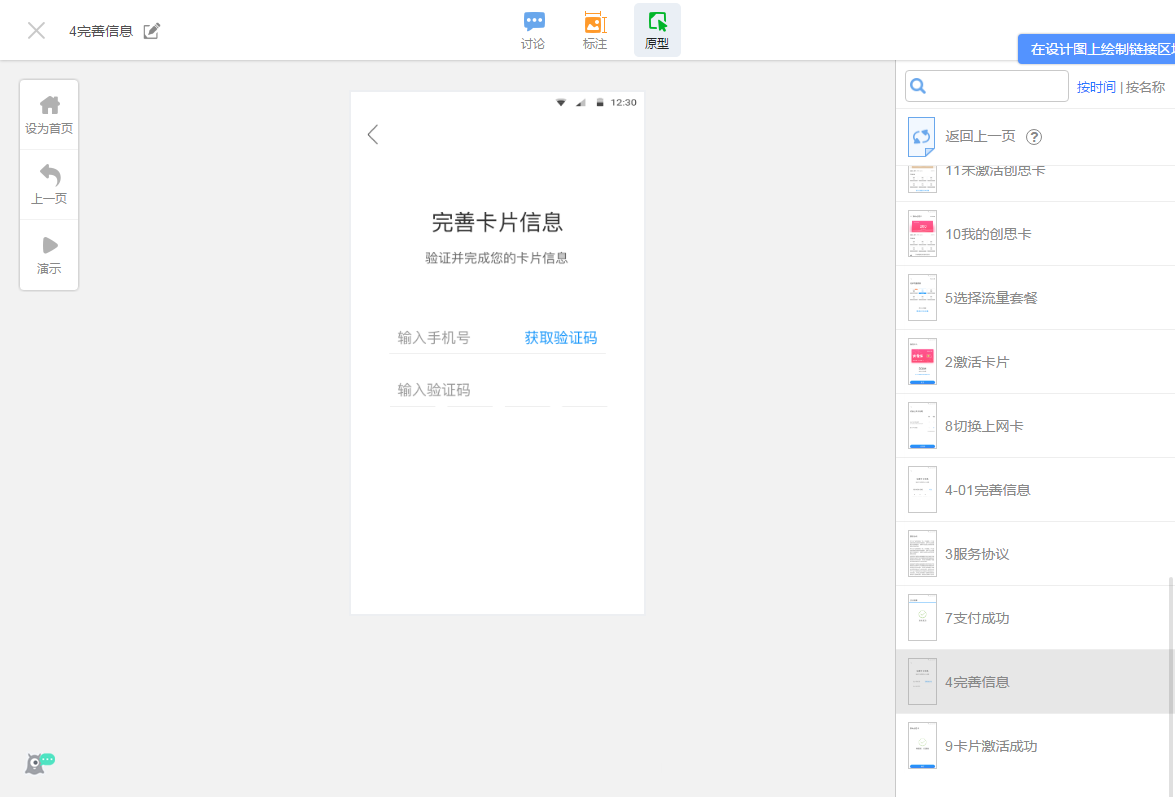 4完善信息
讨论
标注
原型
在设计图上绘制链接区
设为首页
上一页
演示
12:30
完善卡片信息
验证并完成您的卡片信息
输入手机号 获取验证码
输入验证码
按时间 | 按名称
返回上一页 ?
11未激活创思卡
10我的创思卡
5选择流量套餐
2激活卡片
8切换上网卡
4-01完善信息
3服务协议
7支付成功
4完善信息
9卡片激活成功